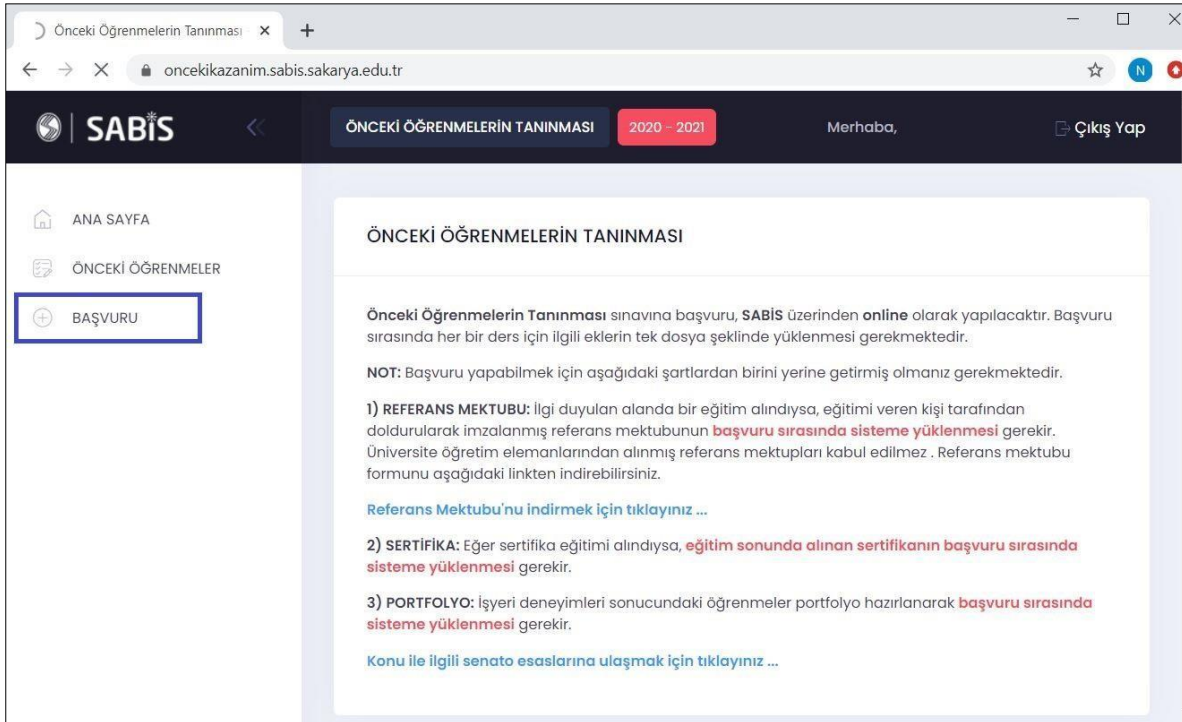 Önceki Öğrenmelerin Tanınması
oncekikazanim.sabis.sakarya.edu.tr
N
SABİS
ÖNCEKİ ÖĞRENMELERİN TANINMASI
2020 - 2021
Merhaba,
Çıkış Yap
ANA SAYFA
ÖNCEKİ ÖĞRENMELER
BAŞVURU
ÖNCEKİ ÖĞRENMELERİN TANINMASI
Önceki Öğrenmelerin Tanınması sınavına başvuru, SABİS üzerinden online olarak yapılacaktır. Başvuru
sırasında her bir ders için ilgili eklerin tek dosya şeklinde yüklenmesi gerekmektedir.
NOT: Başvuru yapabilmek için aşağıdaki şartlardan birini yerine getirmiş olmanız gerekmektedir.
1) REFERANS MEKTUBU: İlgi duyulan alanda bir eğitim alındıysa, eğitimi veren kişi tarafından
doldurularak imzalanmış referans mektubunun başvuru sırasında sisteme yüklenmesi gerekir.
Üniversite öğretim elemanlarından alınmış referans mektupları kabul edilmez . Referans mektubu
formunu aşağıdaki linkten indirebilirsiniz.
Referans Mektubu'nu indirmek için tıklayınız ...
2) SERTİFİKA: Eğer sertifika eğitimi alındıysa, eğitim sonunda alınan sertifikanın başvuru sırasında
sisteme yüklenmesi gerekir.
3) PORTFOLYO: İşyeri deneyimleri sonucundaki öğrenmeler portfolyo hazırlanarak başvuru sırasında
sisteme yüklenmesi gerekir.
Konu ile ilgili senato esaslarına ulaşmak için tıklayınız ...